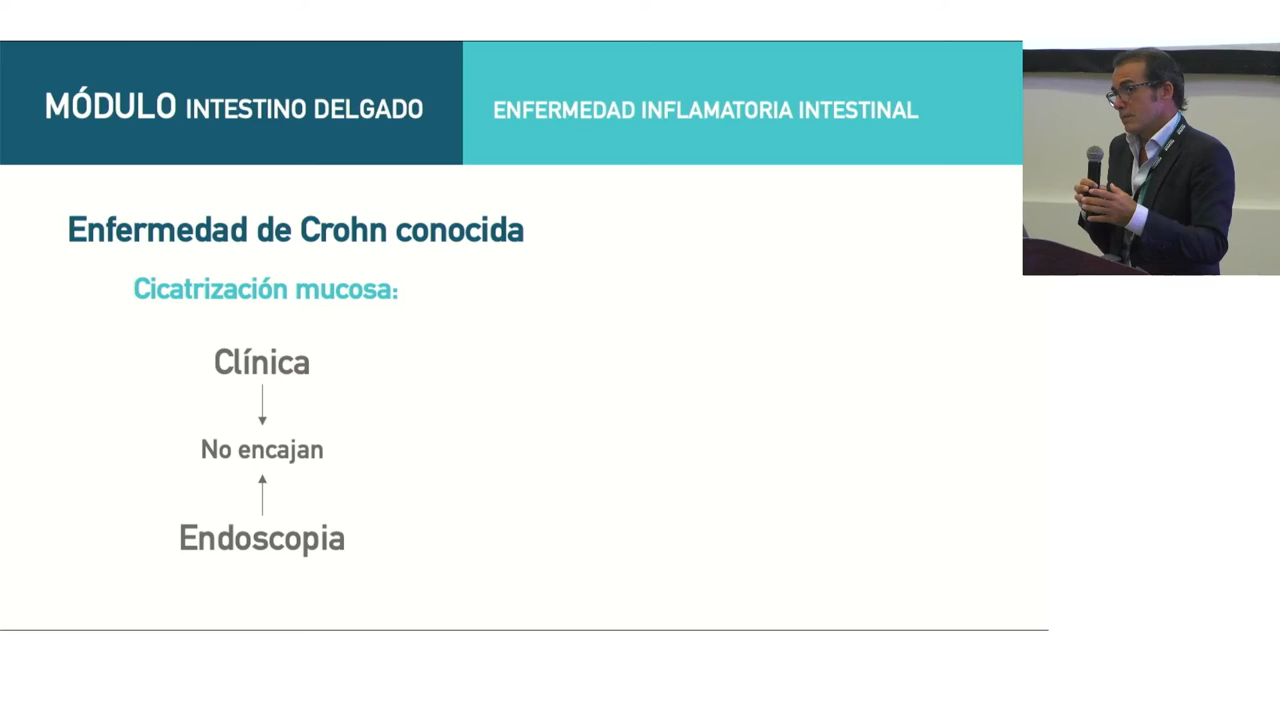 MÓDULO INTESTINO DELGADO
ENFERMEDAD INFLAMATORIA INTESTINAL
Enfermedad de Crohn conocida
Cicatrización mucosa:
Clínica
No encajan
Endoscopia